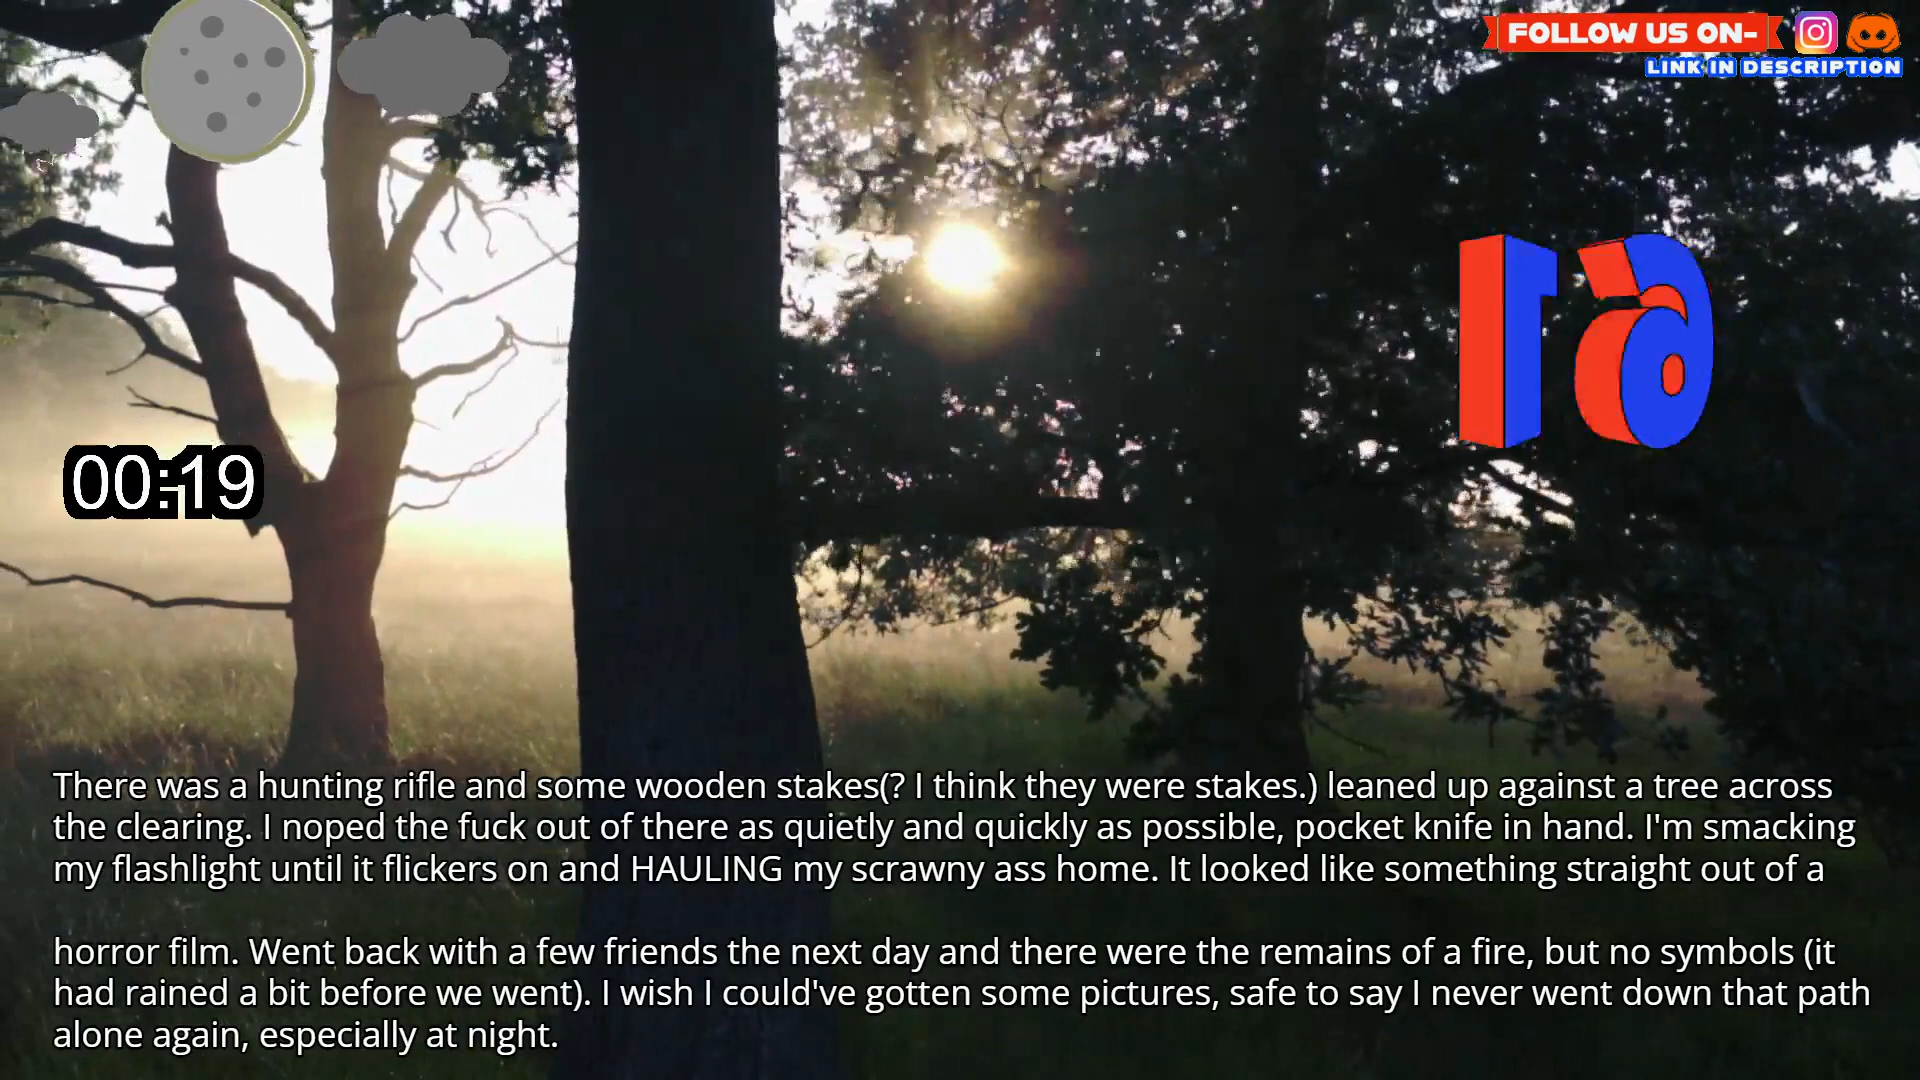 FOLLOW US ON-
LINK IN DESCRIPTION
00:19
There was a hunting rifle and some wooden stakes(? I think they were stakes.) leaned up against a tree across
the clearing. I noped the fuck out of there as quietly and quickly as possible, pocket knife in hand. I'm smacking
my flashlight until it flickers on and HAULING my scrawny ass home. It looked like something straight out of a
horror film. Went back with a few friends the next day and there were the remains of a fire, but no symbols (it
had rained a bit before we went). I wish I could've gotten some pictures, safe to say I never went down that path
alone again, especially at night.